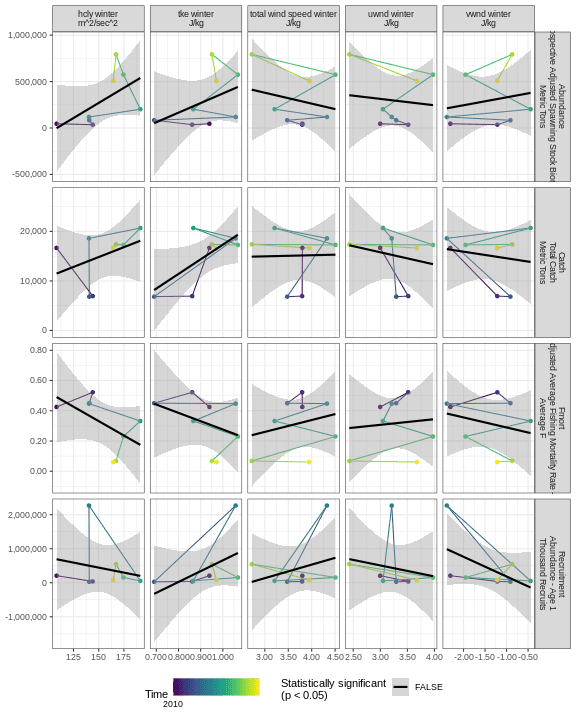 hcly winter
m^2/sec^2
tke winter
J/kg
total wind speed winter
J/kg
uwnd winter
J/kg
vwnd winter
J/kg
1,000,000
500,000
0
-500,000
Abundance
Adjusted Spawning Stock
Metric Tons
20,000
10,000
0
Catch
Total Catch
Metric Tons
0.80
0.60
0.40
0.20
0.00
Fmort
Average Fishing Mortality Rate -
Average F
2,000,000
1,000,000
0
-1,000,000
Recruitment
Abundance - Age 1
Thousand Recruits
125 150 175
0.700 0.800 0.900 1.000
3.00 3.50 4.00 4.50
2.50 3.00 3.50 4.00
-2.00 -1.50 -1.00 -0.50
Time
2010
Statistically significant
(p < 0.05)
FALSE